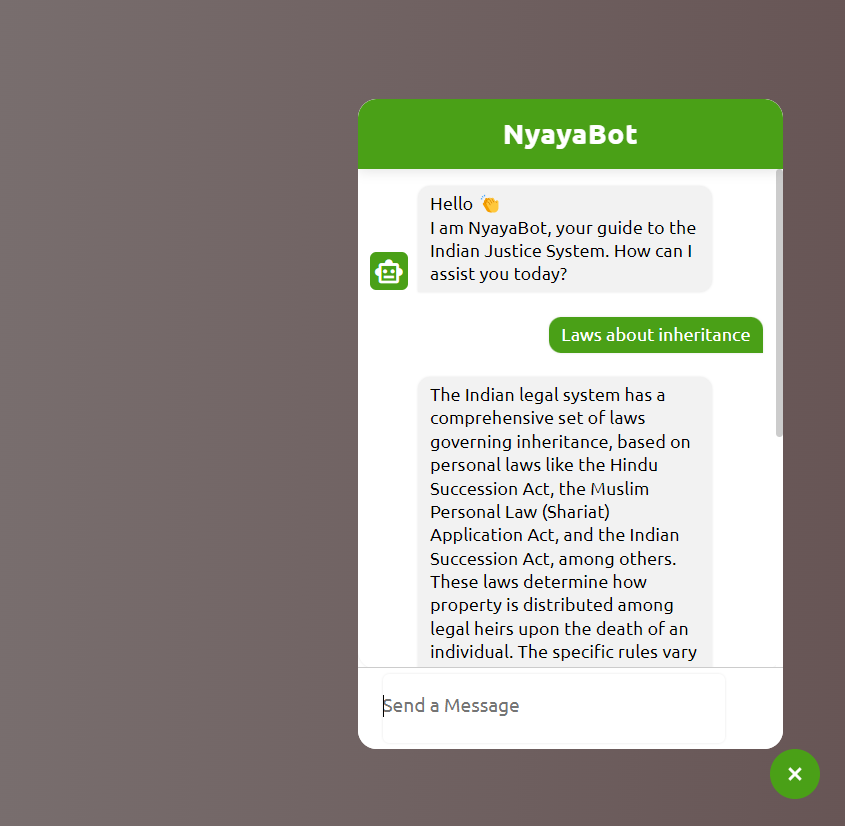 NyayaBot
Hello 👏
I am NyayaBot, your guide to the
Indian Justice System. How can I
assist you today?
Laws about inheritance
The Indian legal system has a
comprehensive set of laws
governing inheritance, based on
personal laws like the Hindu
Succession Act, the Muslim
Personal Law (Shariat)
Application Act, and the Indian
Succession Act, among others.
These laws determine how
property is distributed among
legal heirs upon the death of an
individual. The specific rules vary
Send a Message